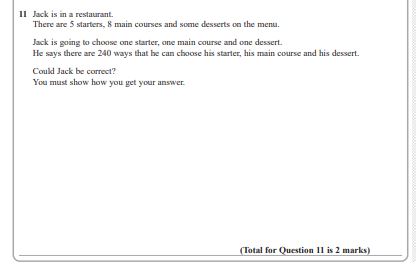 11 Jack is in a restaurant.
There are 5 starters, 8 main courses and some desserts on the menu.
Jack is going to choose one starter, one main course and one dessert.
He says there are 240 ways that he can choose his starter, his main course and his dessert.
Could Jack be correct?
You must show how you get your answer.
(Total for Question 11 is 2 marks)